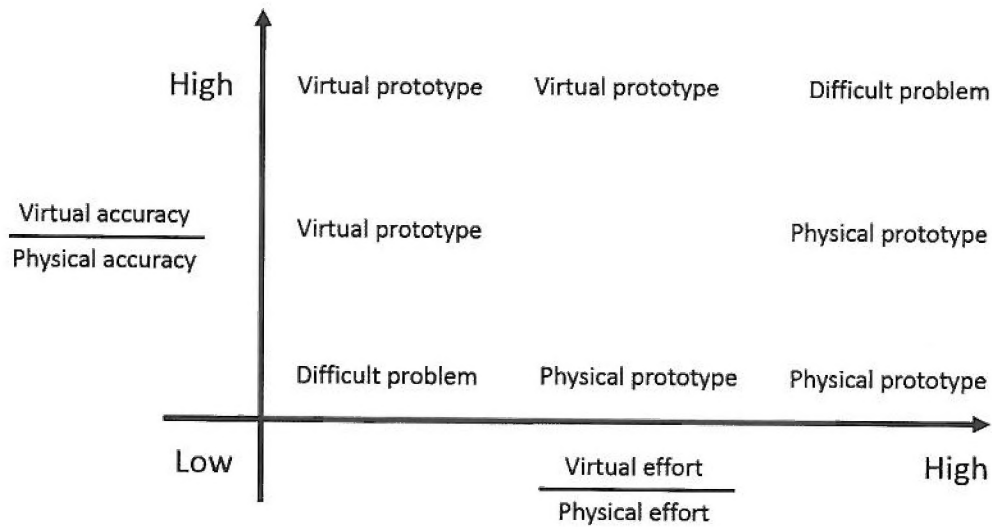 High
Virtual prototype
Virtual prototype
Difficult problem
Virtual accuracy
Physical accuracy
Virtual prototype
Physical prototype
Difficult problem
Physical prototype
Physical prototype
Low
Virtual effort
Physical effort
High